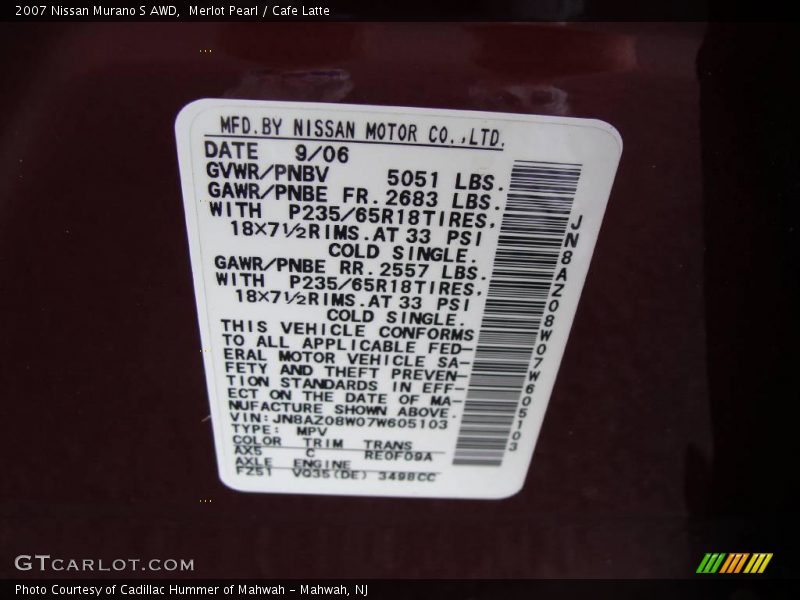 2007 Nissan Murano S AWD,  Merlot Pearl / Cafe Latte
MFD.BY NISSAN MOTOR CO.,LTD.
DATE 9/06
GVWR/PNBV 5051 LBS.
GAWR/PNBE FR. 2683 LBS.
WITH P235/65R18TIRES,
18×7½RIMS.AT 33 PSI
COLD SINGLE.
GAWR/PNBE RR. 2557 LBS.
WITH P235/65R18TIRES,
18×7½RIMS.AT 33 PSI
COLD SINGLE.
THIS VEHICLE CONFORMS
TO ALL APPLICABLE FED-
ERAL MOTOR VEHICLE SA-
FETY AND THEFT PREVEN-
TION STANDARDS IN EFF-
ECT ON THE DATE OF MA-
NUFACTURE SHOWN ABOVE.
VIN: JN8AZ08W07W605103
TYPE: MPV
COLOR TRIM TRANS
AX5 C RE0F09A
AXLE ENGINE
FZ51 VQ35(DE) 3498CC
JN8AZ08W07W605103
GTCARLOT.COM
Photo Courtesy of Cadillac Hummer of Mahwah - Mahwah, NJ